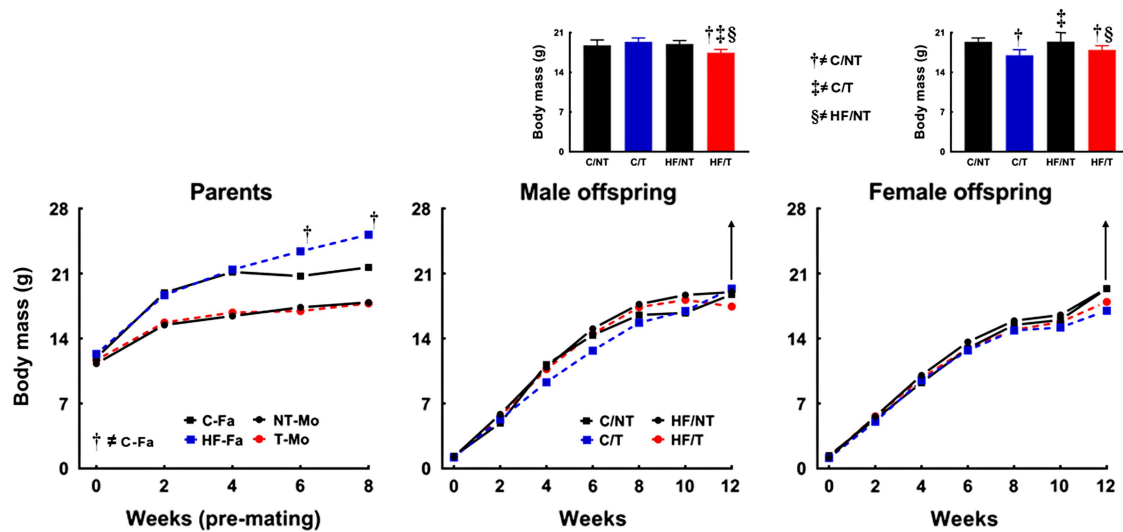 Body mass (g)
21
14
7
0
†‡§
C/NT
C/T
HF/NT
HF/T
†≠ C/NT
‡≠ C/T
§≠ HF/NT
Body mass (g)
21
14
7
0
†
‡
†§
C/NT
C/T
HF/NT
HF/T
Parents
Body mass (g)
28
21
14
7
0
†
†
† ≠ C-Fa
C-Fa
NT-Mo
HF-Fa
T-Mo
0
2
4
6
8
Weeks (pre-mating)
Male offspring
28
21
14
7
0
C/NT
HF/NT
C/T
HF/T
0
2
4
6
8
10
12
Weeks
Female offspring
28
21
14
7
0
0
2
4
6
8
10
12
Weeks